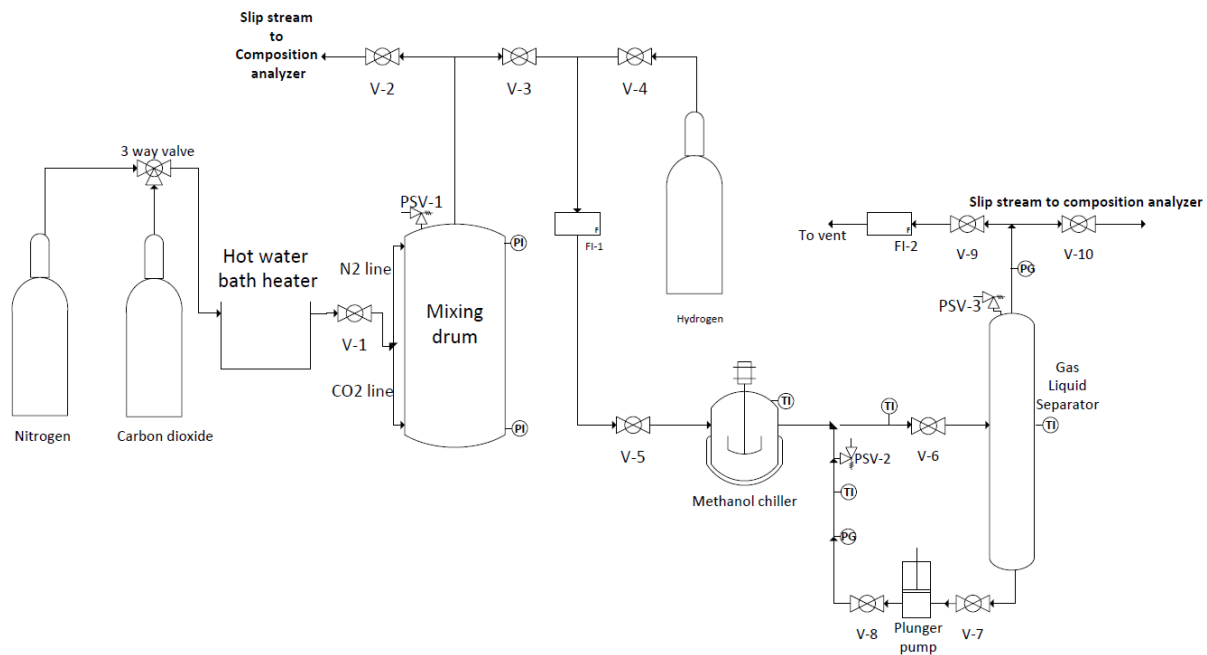 Slip stream
to
Composition
analyzer
V-2
V-3
V-4
3 way valve
PSV-1
PI
N2 line
Hot water
bath heater
Mixing
drum
V-1
CO2 line
PI
Nitrogen
Carbon dioxide
F
FI-1
Hydrogen
Slip stream to composition analyzer
To vent
F
FI-2
V-9
V-10
PG
PSV-3
Gas
Liquid
Separator
TI
TI
TI
V-5
Methanol chiller
PSV-2
V-6
TI
PG
V-8
Plunger
pump
V-7